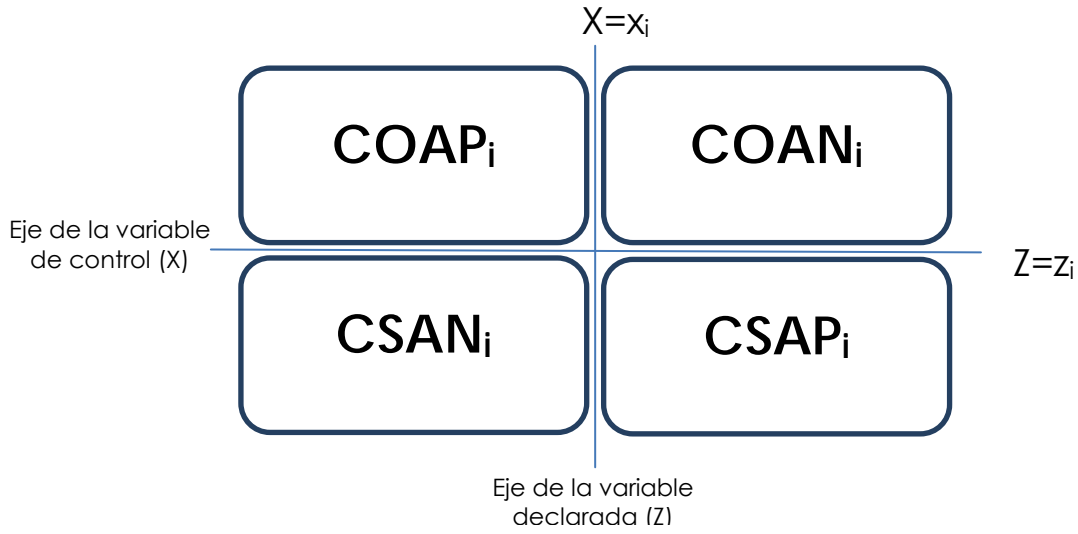 X=xᵢ
COAPᵢ
COANᵢ
Eje de la variable
de control (X)
Z=zᵢ
CSANᵢ
CSAPᵢ
Eje de la variable
declarada (Z)